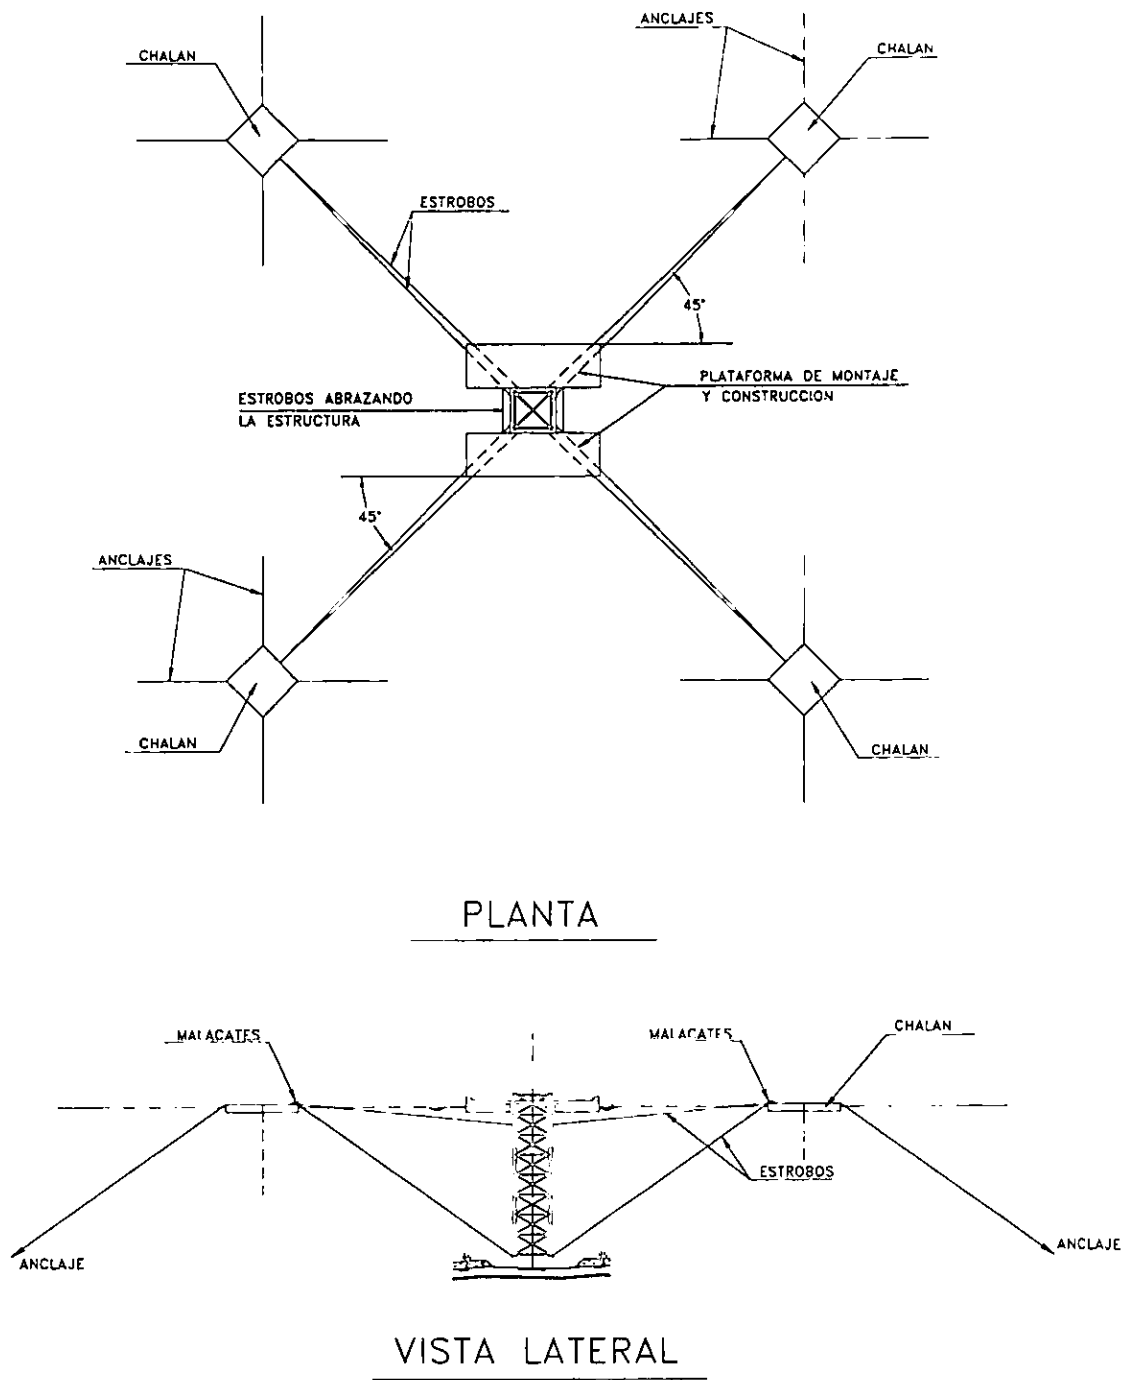 ANCLAJES
CHALAN
CHALAN
ESTROBOS
45°
PLATAFORMA DE MONTAJE
Y CONSTRUCCION
ESTROBOS ABRAZANDO
LA ESTRUCTURA
45°
ANCLAJES
CHALAN
CHALAN
PLANTA
MALACATES
MALACATES
CHALAN
ESTROBOS
ANCLAJE
ANCLAJE
VISTA LATERAL